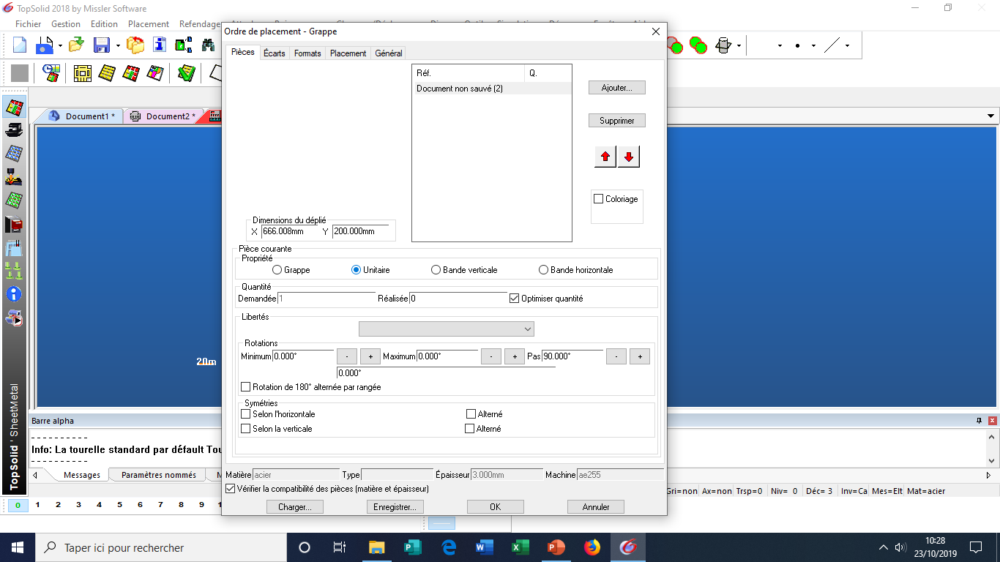 TopSolid 2018 by Missler Software
Fichier Gestion Edition Placement Refendage
Ordre de placement - Grappe
Pièces Écarts Formats Placement Général
Réf. Q.
Document non sauvé (2)
Ajouter...
Supprimer
Coloriage
Document1 * Document2 *
Dimensions du déplié
X 666.008mm Y 200.000mm
Pièce courante
Propriété
Grappe Unitaire Bande verticale Bande horizontale
Quantité
Demandée 1 Réalisée 0 Optimiser quantité
Libertés
Rotations
Minimum 0.000° - + Maximum 0.000° - + Pas 90.000° - +
0.000°
Rotation de 180° alternée par rangée
Symétries
Selon l'horizontale Alterné
Selon la verticale Alterné
20m
TopSolid ' SheetMetal
Barre alpha
- - - - - - - - - -
Info: La tourelle standard par défaut Tou
- - - - - - - - - -
Messages Paramètres nommés M
Matière acier Type Épaisseur 3.000mm Machine ae255
Vérifier la compatibilité des pièces (matière et épaisseur)
Charger... Enregistrer... OK Annuler
Gri=non Ax=non Trsp=0 Niv= 0 Déc= 3 Inv=Ca Mes=Elt Mat=acier
0 1 2 3 4 5 6 7 8 9 1
Taper ici pour rechercher
10:28
23/10/2019